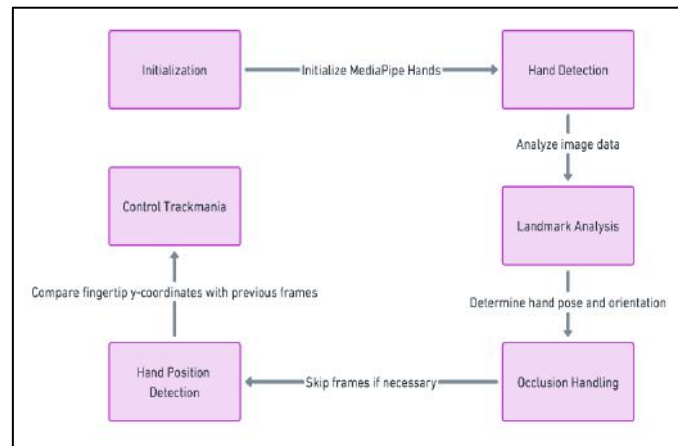 Initialization
Initialize MediaPipe Hands
Hand Detection
Analyze image data
Landmark Analysis
Determine hand pose and orientation
Occlusion Handling
Skip frames if necessary
Hand Position
Detection
Compare fingertip y-coordinates with previous frames
Control Trackmania